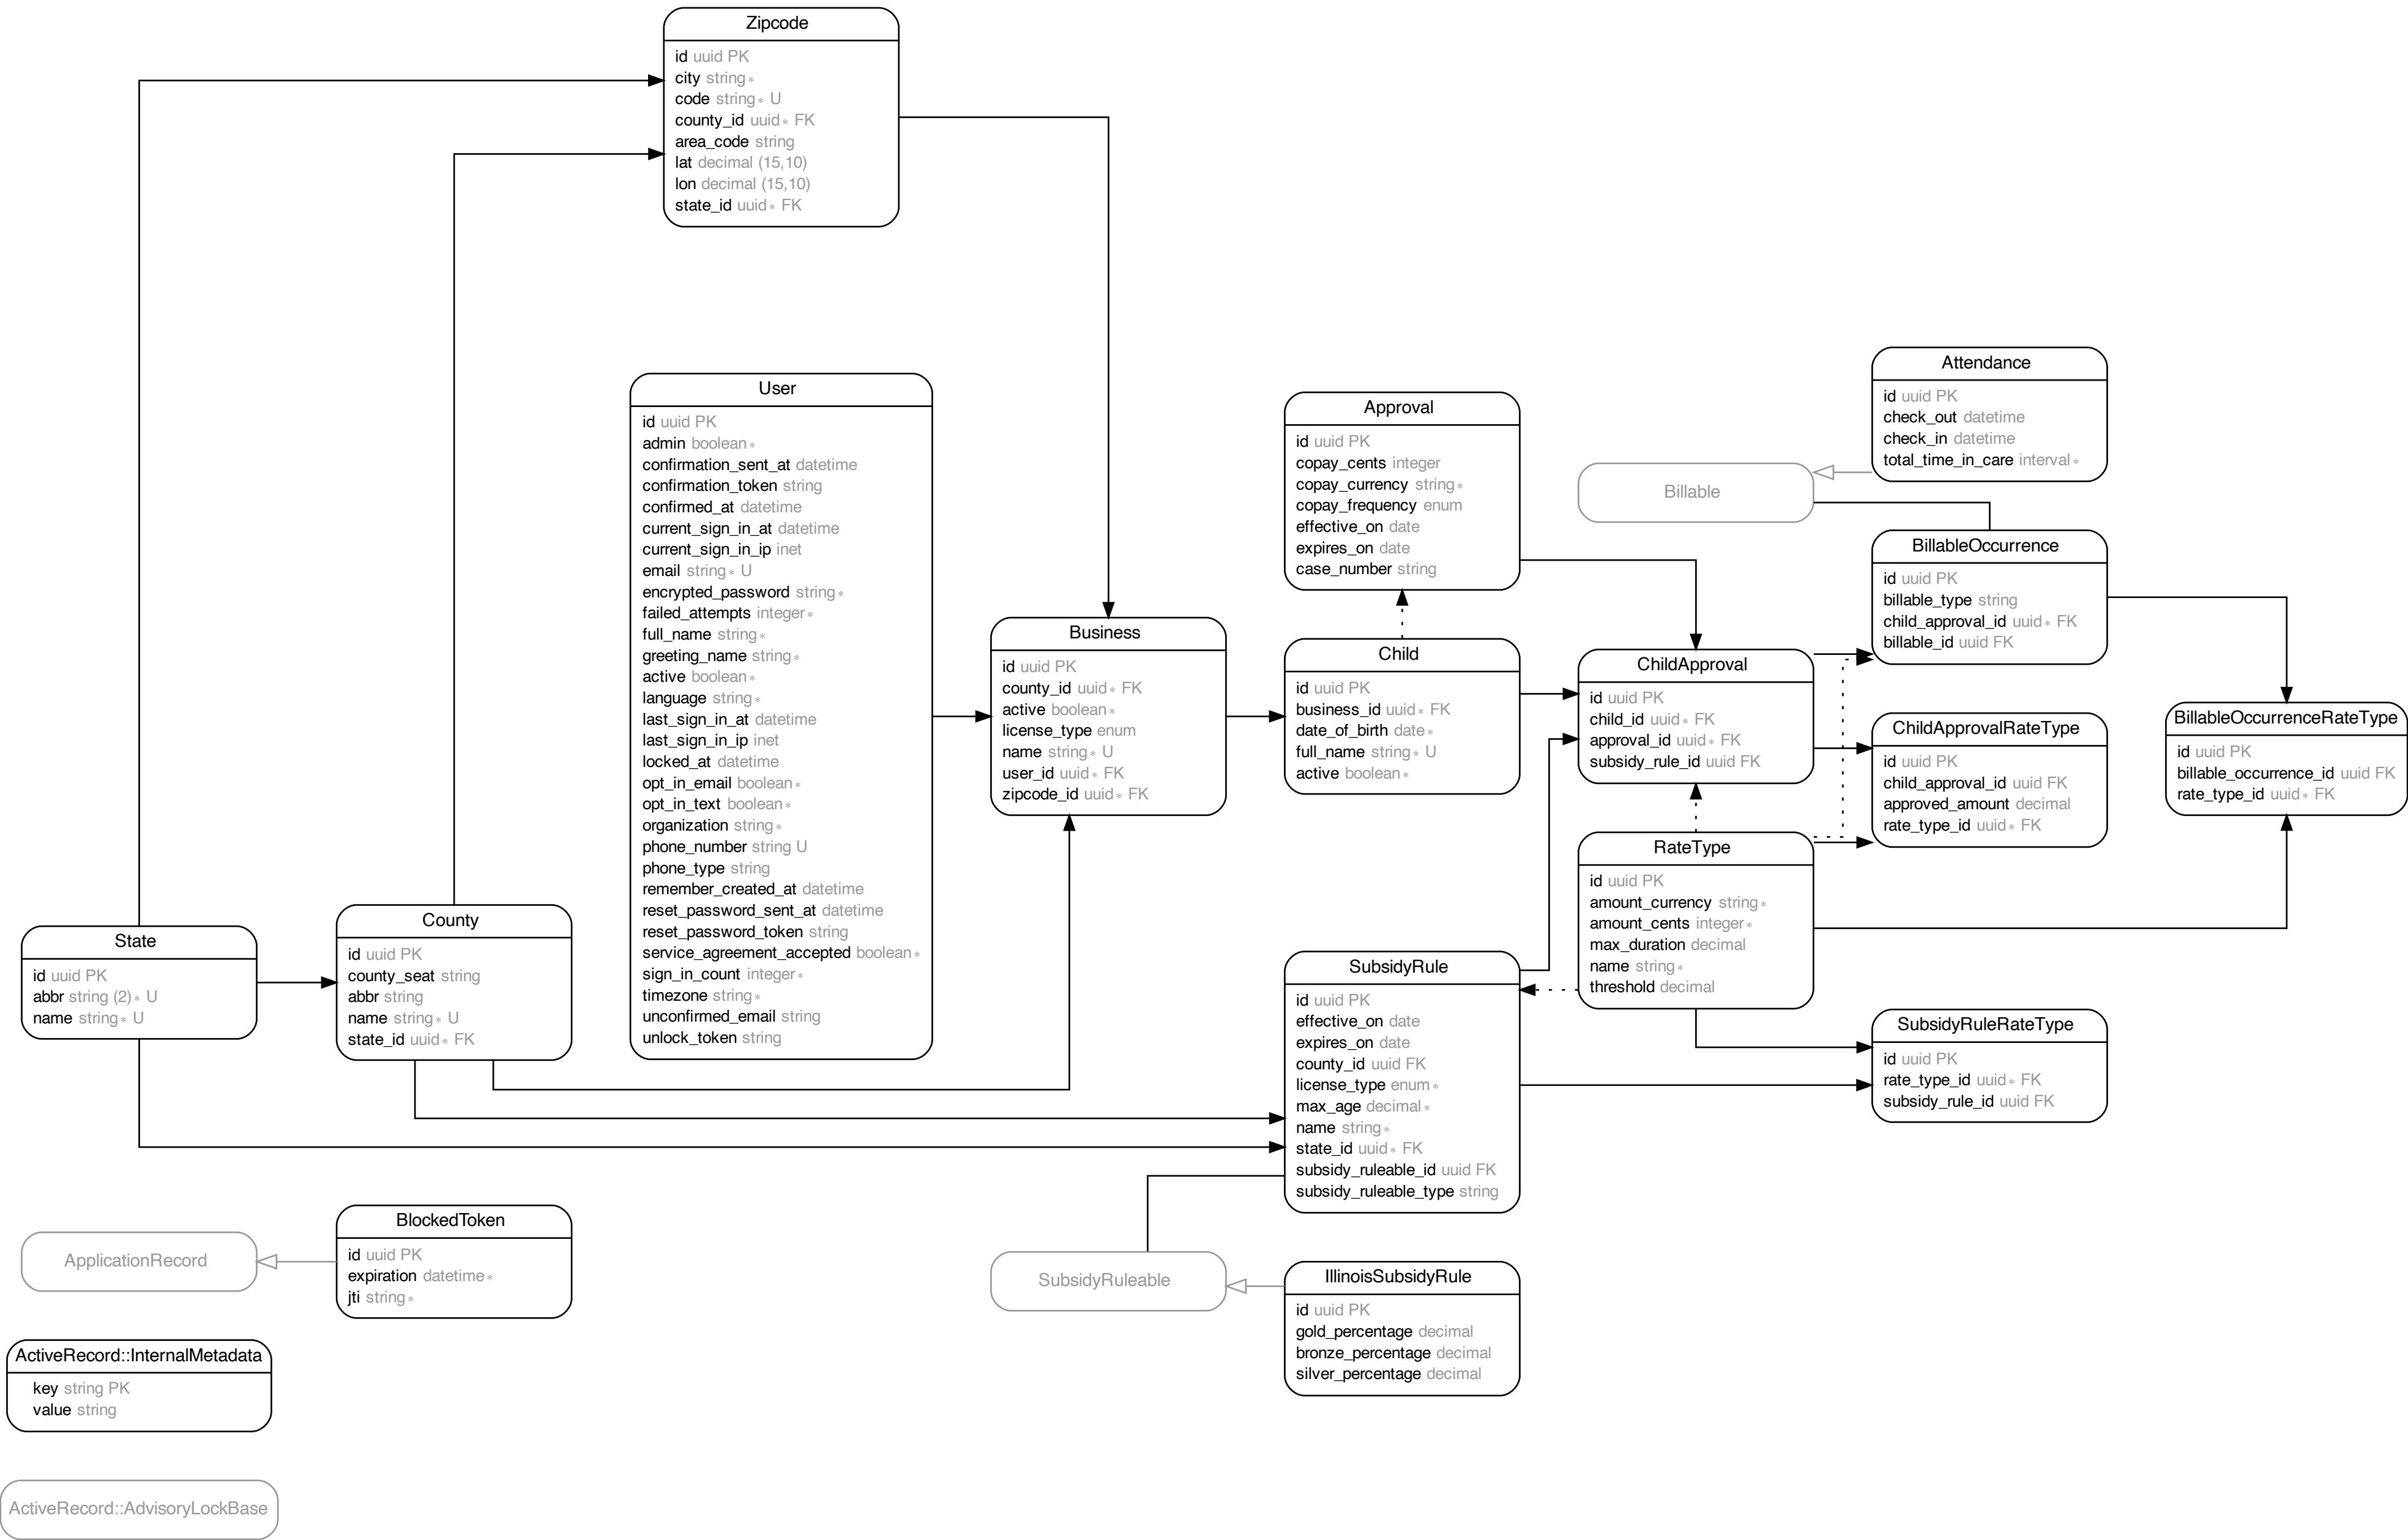 Zipcode
id uuid PK
city string∗
code string∗ U
county_id uuid∗ FK
area_code string
lat decimal (15,10)
lon decimal (15,10)
state_id uuid∗ FK
User
id uuid PK
admin boolean∗
confirmation_sent_at datetime
confirmation_token string
confirmed_at datetime
current_sign_in_at datetime
current_sign_in_ip inet
email string∗ U
encrypted_password string∗
failed_attempts integer∗
full_name string∗
greeting_name string∗
active boolean∗
language string∗
last_sign_in_at datetime
last_sign_in_ip inet
locked_at datetime
opt_in_email boolean∗
opt_in_text boolean∗
organization string∗
phone_number string U
phone_type string
remember_created_at datetime
reset_password_sent_at datetime
reset_password_token string
service_agreement_accepted boolean∗
sign_in_count integer∗
timezone string∗
unconfirmed_email string
unlock_token string
State
id uuid PK
abbr string (2)∗ U
name string∗ U
County
id uuid PK
county_seat string
abbr string
name string∗ U
state_id uuid∗ FK
Business
id uuid PK
county_id uuid∗ FK
active boolean∗
license_type enum
name string∗ U
user_id uuid∗ FK
zipcode_id uuid∗ FK
Approval
id uuid PK
copay_cents integer
copay_currency string∗
copay_frequency enum
effective_on date
expires_on date
case_number string
Child
id uuid PK
business_id uuid∗ FK
date_of_birth date∗
full_name string∗ U
active boolean∗
Billable
Attendance
id uuid PK
check_out datetime
check_in datetime
total_time_in_care interval∗
BillableOccurrence
id uuid PK
billable_type string
child_approval_id uuid∗ FK
billable_id uuid FK
ChildApproval
id uuid PK
child_id uuid∗ FK
approval_id uuid∗ FK
subsidy_rule_id uuid FK
ChildApprovalRateType
id uuid PK
child_approval_id uuid FK
approved_amount decimal
rate_type_id uuid∗ FK
BillableOccurrenceRateType
id uuid PK
billable_occurrence_id uuid FK
rate_type_id uuid∗ FK
RateType
id uuid PK
amount_currency string∗
amount_cents integer∗
max_duration decimal
name string∗
threshold decimal
SubsidyRule
id uuid PK
effective_on date
expires_on date
county_id uuid FK
license_type enum∗
max_age decimal∗
name string∗
state_id uuid∗ FK
subsidy_ruleable_id uuid FK
subsidy_ruleable_type string
SubsidyRuleRateType
id uuid PK
rate_type_id uuid∗ FK
subsidy_rule_id uuid FK
ApplicationRecord
BlockedToken
id uuid PK
expiration datetime∗
jti string∗
SubsidyRuleable
IllinoisSubsidyRule
id uuid PK
gold_percentage decimal
bronze_percentage decimal
silver_percentage decimal
ActiveRecord::InternalMetadata
key string PK
value string
ActiveRecord::AdvisoryLockBase